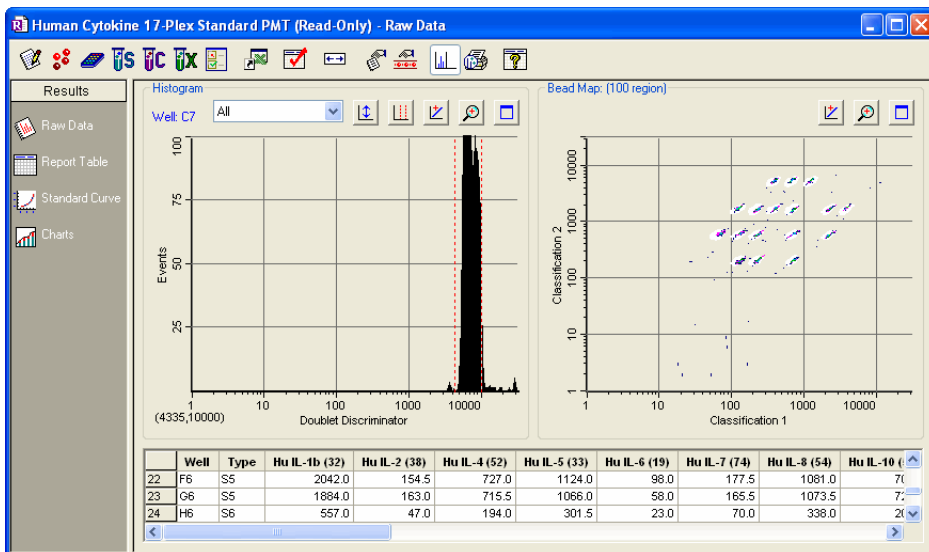 Human Cytokine 17-Plex Standard PMT (Read-Only) - Raw Data
Results
Raw Data
Report Table
Standard Curve
Charts
Histogram
Well: C7
All
100
75
50
25
Events
1 10 100 1000 10000
(4335,10000)
Doublet Discriminator
Bead Map: (100 region)
10000
1000
100
10
1
Classification 2
1 10 100 1000 10000
Classification 1
Well Type Hu IL-1b (32) Hu IL-2 (38) Hu IL-4 (52) Hu IL-5 (33) Hu IL-6 (19) Hu IL-7 (74) Hu IL-8 (54) Hu IL-10
22 F6 S5 2042.0 154.5 727.0 1124.0 98.0 177.5 1081.0
23 G6 S5 1884.0 163.0 715.5 1066.0 58.0 165.5 1073.5
24 H6 S6 557.0 47.0 194.0 301.5 23.0 70.0 338.0